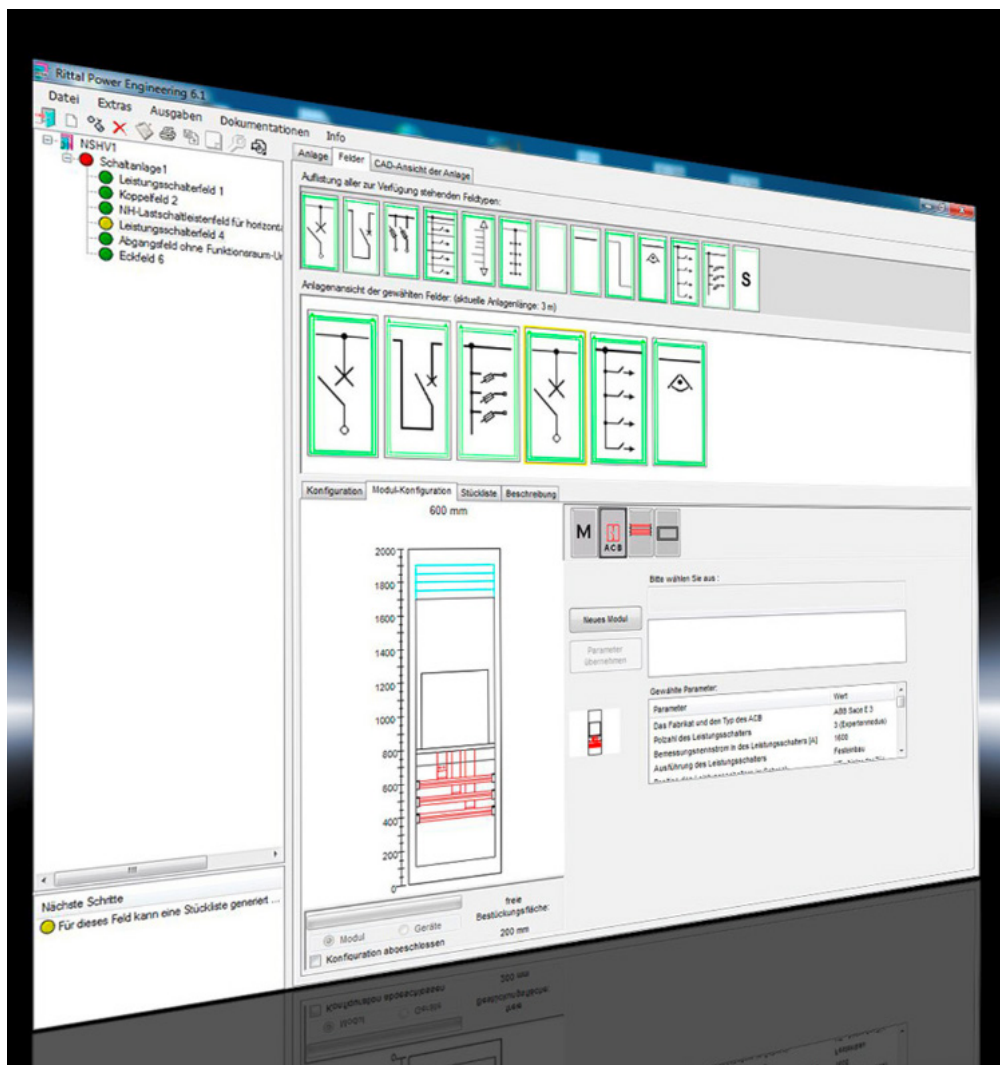 Rittal Power Engineering 6.1
Datei Extras Ausgaben Dokumentationen Info
NSHV1
Schaltanlage1
Leistungsschalterfeld 1
Koppelfeld 2
NH-Lastschaltleistenfeld für horizonta
Leistungsschalterfeld 4
Abgangsfeld ohne Funktionsraum-Ur
Eckfeld 6
Anlage Felder CAD-Ansicht der Anlage
Auflistung aller zur Verfügung stehenden Feldtypen:
S
Anlagenansicht der gewählten Felder: (aktuelle Anlagenlänge: 3 m)
Konfiguration Modul-Konfiguration Stückliste Beschreibung
600 mm
2000
1800
1600
1400
1200
1000
800
600
400
200
0
M ACB
Bitte wählen Sie aus :
Neues Modul
Parameter
übernehmen
Gewählte Parameter:
Parameter Wert
Das Fabrikat und den Typ des ACB ABB Sace E 3
Polzahl des Leistungsschalters 3 (Expertenmodus)
Bemessungsnennstrom in des Leistungsschalters [A] 1600
Ausführung des Leistungsschalters Festeinbau
Nächste Schritte
Für dieses Feld kann eine Stückliste generiert ...
Modul Geräte
Konfiguration abgeschlossen
freie
Bestückungsfläche:
200 mm